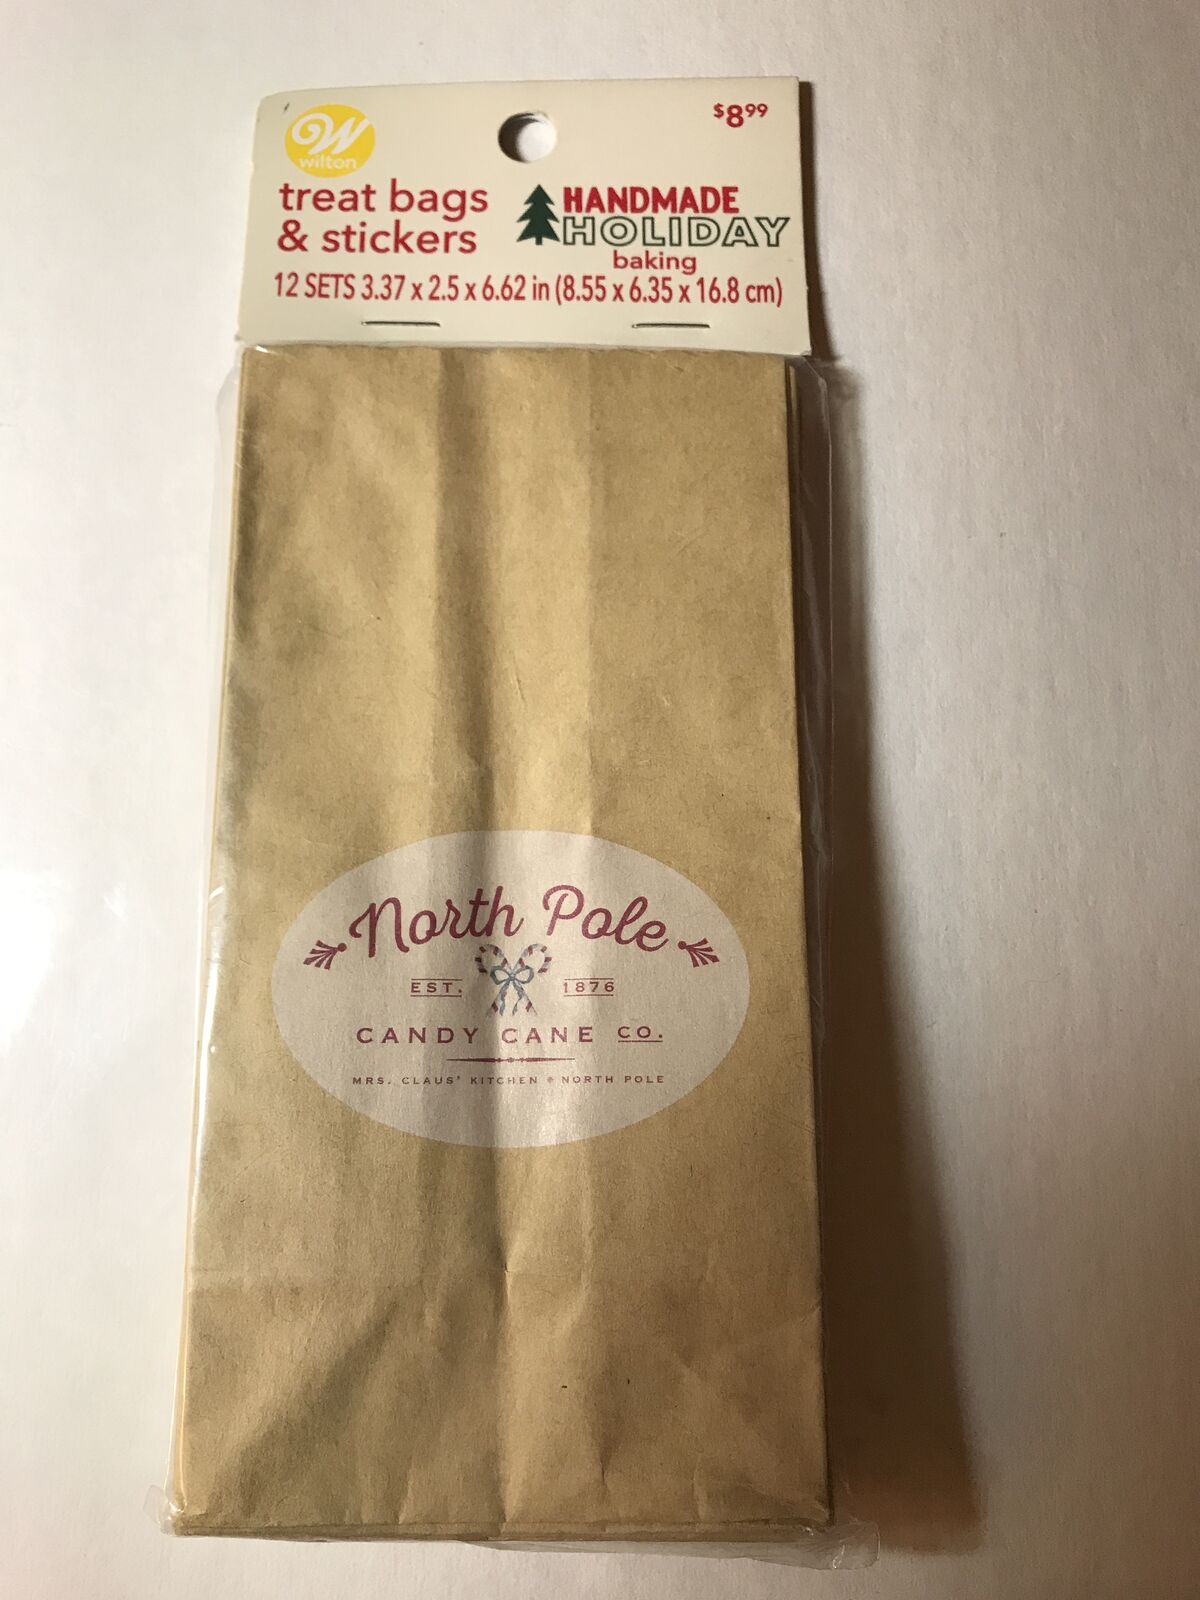 W
wilton
$8.99
treat bags
& stickers
HANDMADE
HOLIDAY
baking
12 SETS 3.37 x 2.5 x 6.62 in (8.55 x 6.35 x 16.8 cm)
North Pole
EST. 1876
CANDY CANE CO.
MRS. CLAUS' KITCHEN • NORTH POLE